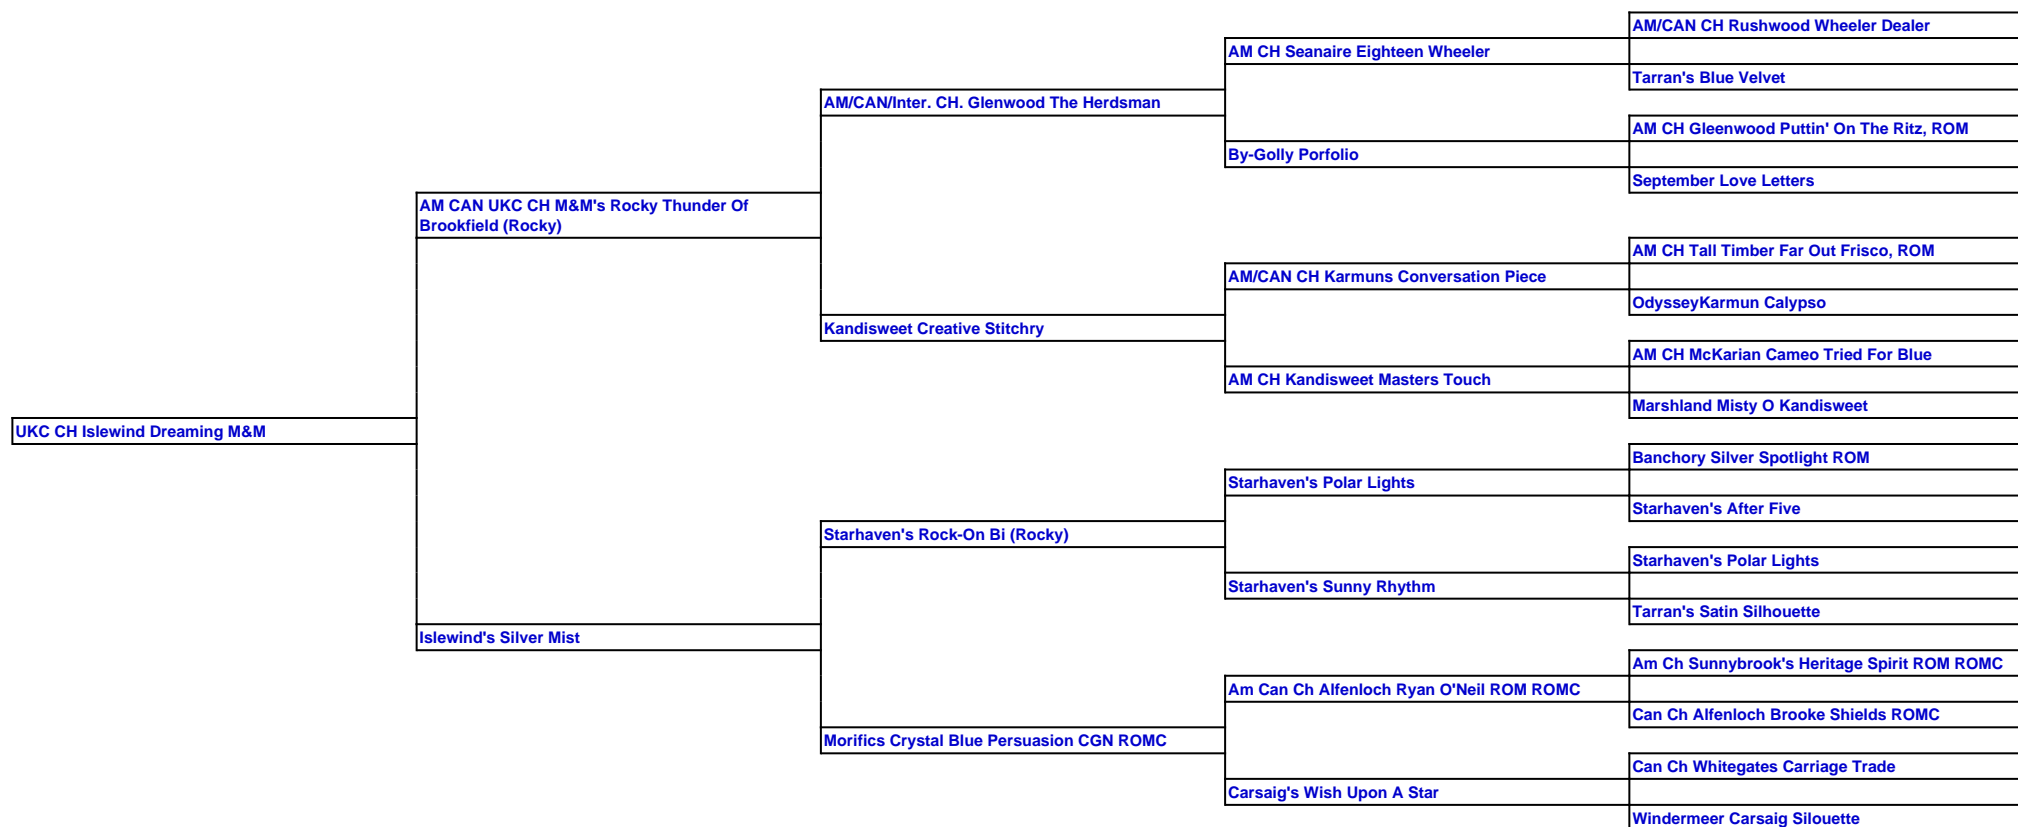 AM/CAN CH Rushwood Wheeler Dealer
AM CH Seanaire Eighteen Wheeler
Tarran's Blue Velvet
AM/CAN/Inter. CH. Glenwood The Herdsman
AM CH Gleenwood Puttin' On The Ritz, ROM
By-Golly Porfolio
September Love Letters
AM CAN UKC CH M&M's Rocky Thunder Of
Brookfield (Rocky)
AM CH Tall Timber Far Out Frisco, ROM
AM/CAN CH Karmuns Conversation Piece
OdysseyKarmun Calypso
Kandisweet Creative Stitchry
AM CH McKarian Cameo Tried For Blue
AM CH Kandisweet Masters Touch
Marshland Misty O Kandisweet
UKC CH Islewind Dreaming M&M
Banchory Silver Spotlight ROM
Starhaven's Polar Lights
Starhaven's After Five
Starhaven's Rock-On Bi (Rocky)
Starhaven's Polar Lights
Starhaven's Sunny Rhythm
Tarran's Satin Silhouette
Islewind's Silver Mist
Am Ch Sunnybrook's Heritage Spirit ROM ROMC
Am Can Ch Alfenloch Ryan O'Neil ROM ROMC
Can Ch Alfenloch Brooke Shields ROMC
Morifics Crystal Blue Persuasion CGN ROMC
Can Ch Whitegates Carriage Trade
Carsaig's Wish Upon A Star
Windermeer Carsaig Silouette